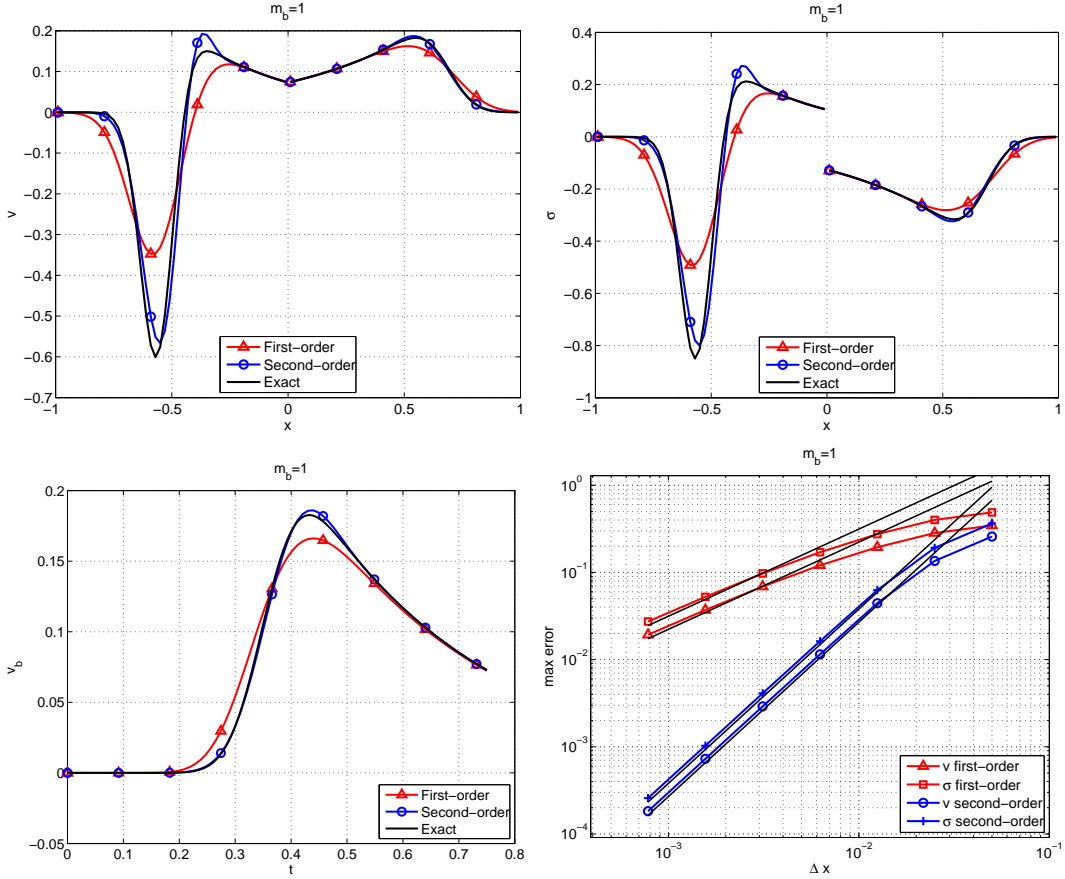 m_b=1
0.2
0.1
0
−0.1
−0.2
−0.3
−0.4
−0.5
−0.6
−0.7
v
First−order
Second−order
Exact
−1
−0.5
0
0.5
1
x
m_b=1
0.4
0.2
0
−0.2
−0.4
−0.6
−0.8
−1
σ
First−order
Second−order
Exact
−1
−0.5
0
0.5
1
x
m_b=1
0.2
0.15
0.1
0.05
0
−0.05
v_b
First−order
Second−order
Exact
0
0.1
0.2
0.3
0.4
0.5
0.6
0.7
0.8
t
m_b=1
10^0
10^−1
10^−2
10^−3
10^−4
max error
v first−order
σ first−order
v second−order
σ second−order
10^−3
10^−2
10^−1
Δ x